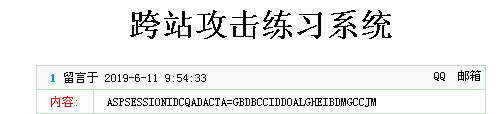 跨站攻击练习系统
1 留言于 2019-6-11 9:54:33 QQ 邮箱
内容: ASPSESSIONIDCQADACTA=GBDBCCIDDOALGHEIBDMGCCJM